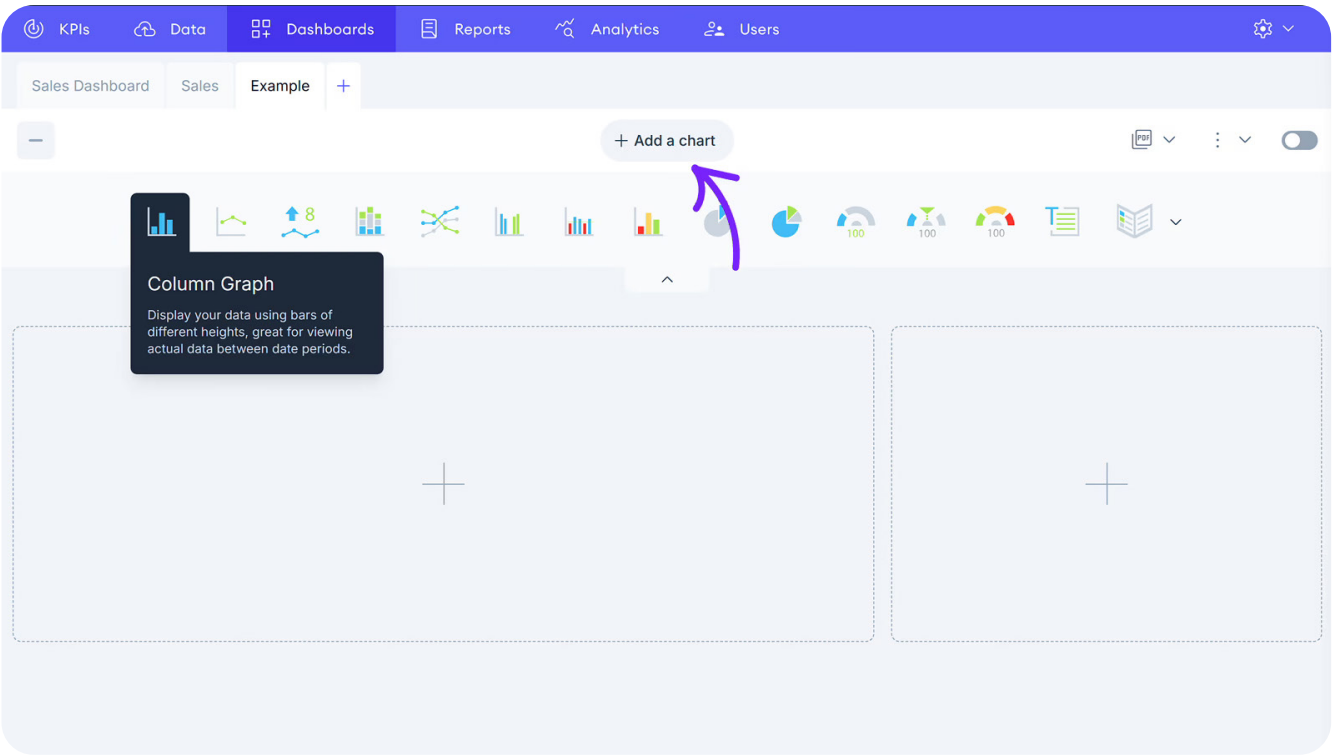 KPIs Data Dashboards Reports Analytics Users
Sales Dashboard Sales Example +
+ Add a chart PDF
8 100 100 100 T
Column Graph
Display your data using bars of
different heights, great for viewing
actual data between date periods.